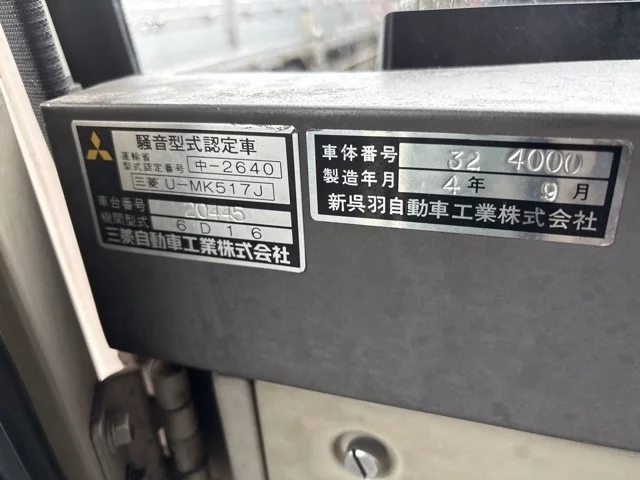 騒音型式認定車
運輸省
型式認定番号 中-2640
三菱 U-MK517J
車台番号 20445
機関型式 6D16
三菱自動車工業株式会社
車体番号 32 4000
製造年月 4年 9月
新呉羽自動車工業株式会社